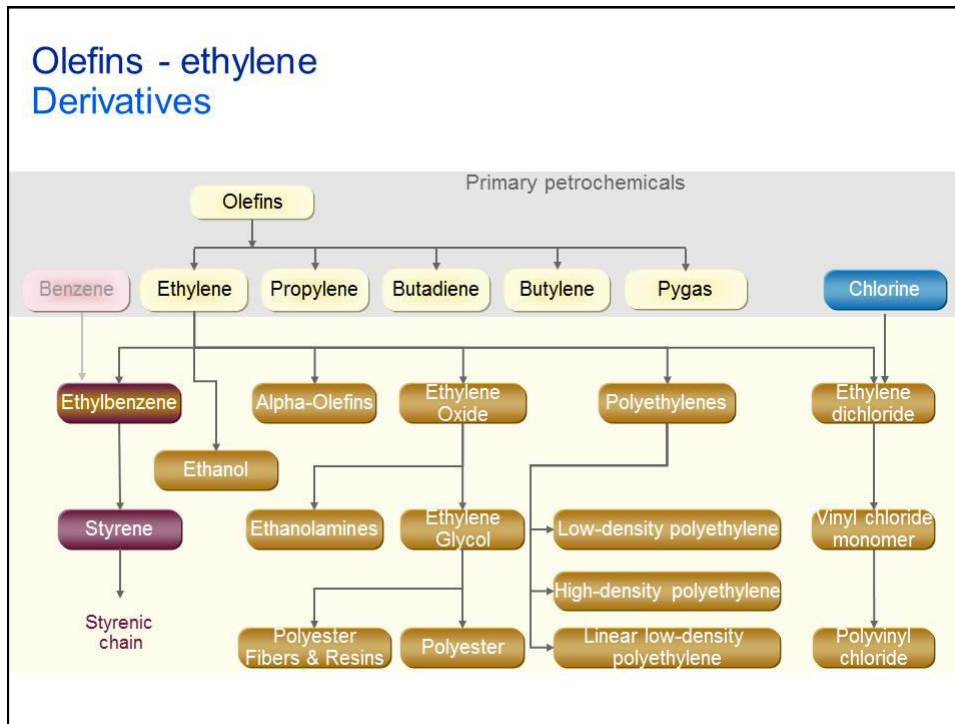 Olefins - ethylene
Derivatives
Primary petrochemicals
Olefins
Benzene
Ethylene
Propylene
Butadiene
Butylene
Pygas
Chlorine
Ethylbenzene
Alpha-Olefins
Ethylene
Oxide
Polyethylenes
Ethylene
dichloride
Ethanol
Styrene
Ethanolamines
Ethylene
Glycol
Low-density polyethylene
Vinyl chloride
monomer
High-density polyethylene
Styrenic
chain
Polyester
Fibers & Resins
Polyester
Linear low-density
polyethylene
Polyvinyl
chloride